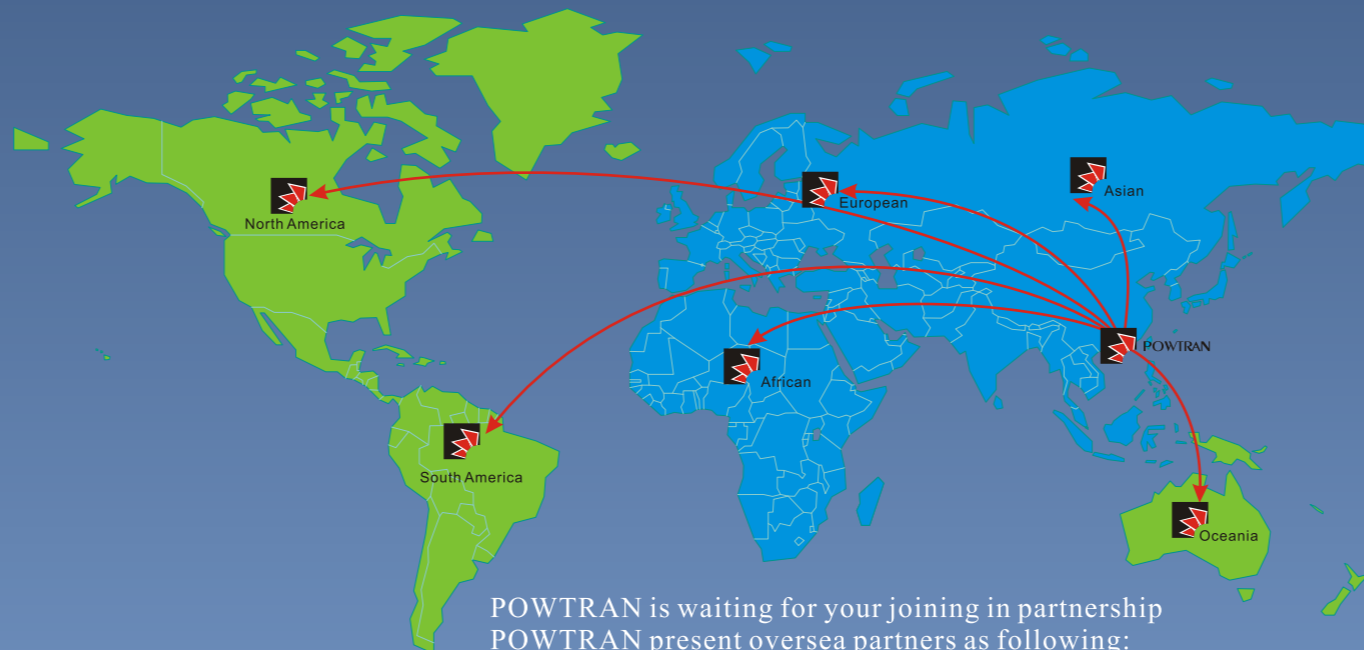 North America
European
Asian
POWTRAN
African
South America
Oceania
POWTRAN is waiting for your joining in partnership
POWTRAN present oversea partners as following: